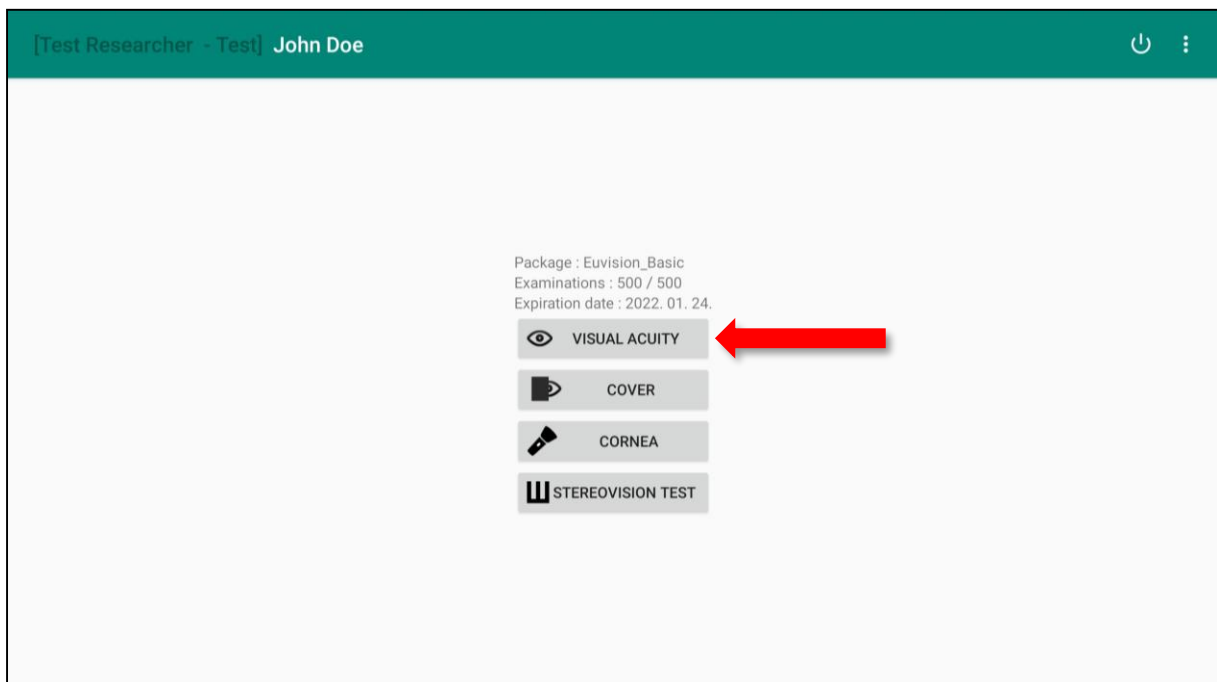 [Test Researcher - Test] John Doe
Package : Euvision_Basic
Examinations : 500 / 500
Expiration date : 2022. 01. 24.
VISUAL ACUITY
COVER
CORNEA
STEREOVISION TEST